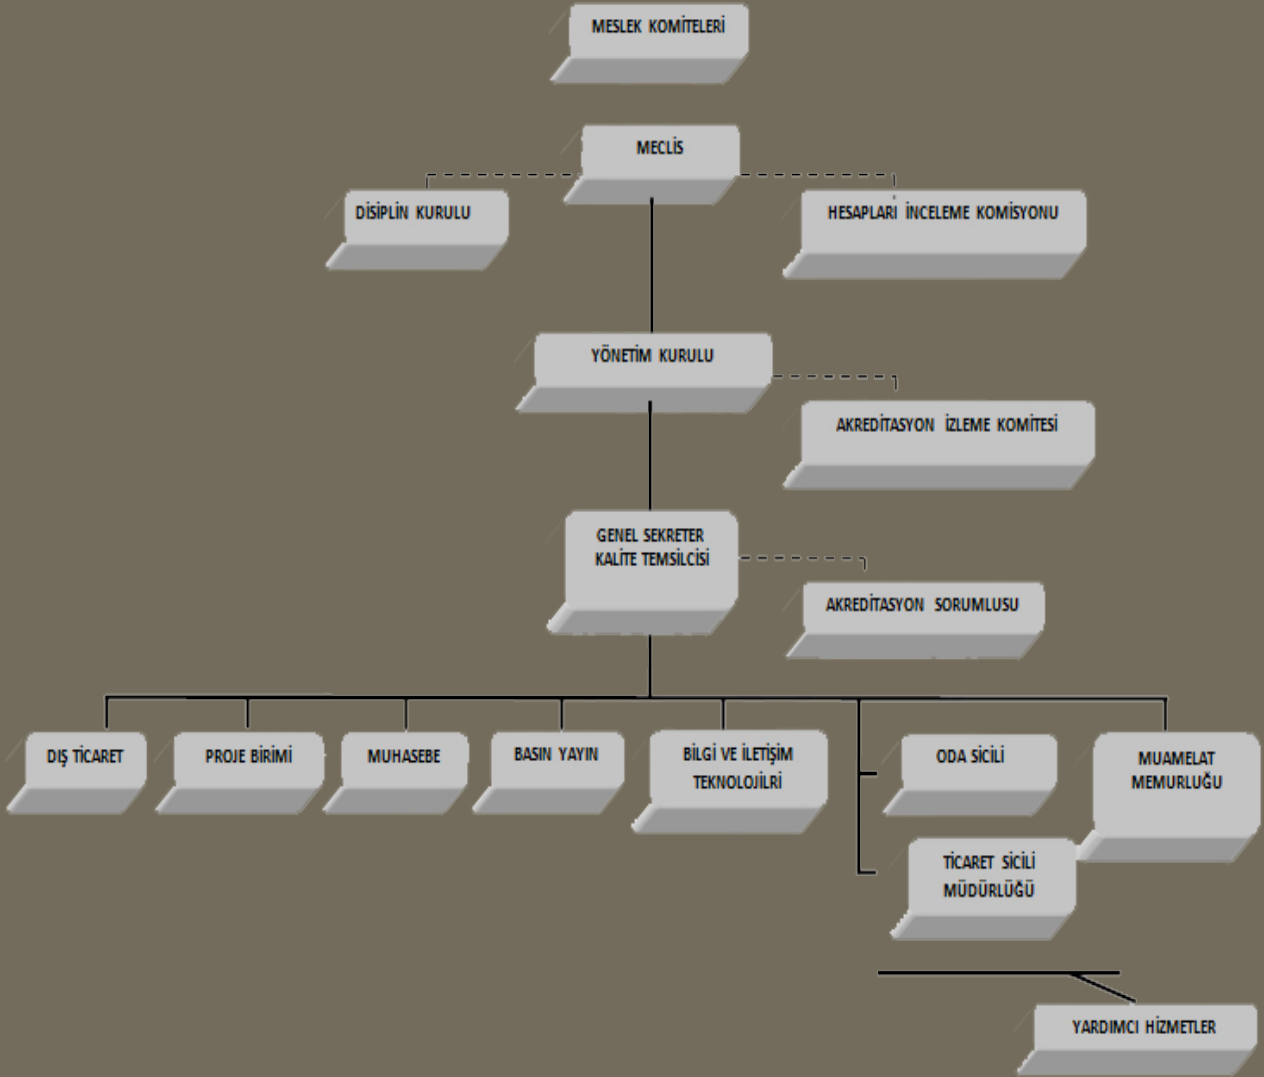 MESLEK KOMİTELERİ
MECLİS
DİSİPLİN KURULU
HESAPLARI İNCELEME KOMİSYONU
YÖNETİM KURULU
AKREDİTASYON İZLEME KOMİTESİ
GENEL SEKRETER
KALİTE TEMSİLCİSİ
AKREDİTASYON SORUMLUSU
DIŞ TİCARET
PROJE BİRİMİ
MUHASEBE
BASIN YAYIN
BİLGİ VE İLETİŞİM
TEKNOLOJİLRİ
ODA SİCİLİ
MUAMELAT
MEMURLUĞU
TİCARET SİCİLİ
MÜDÜRLÜĞÜ
YARDIMCI HİZMETLER